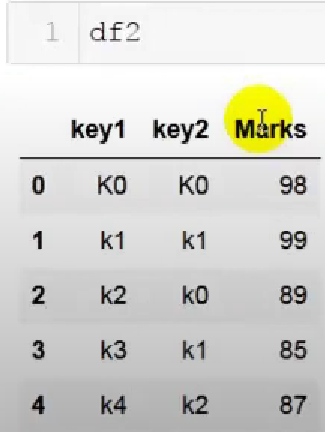 1 df2
key1 key2 Marks
0 K0 K0 98
1 k1 k1 99
2 k2 k0 89
3 k3 k1 85
4 k4 k2 87